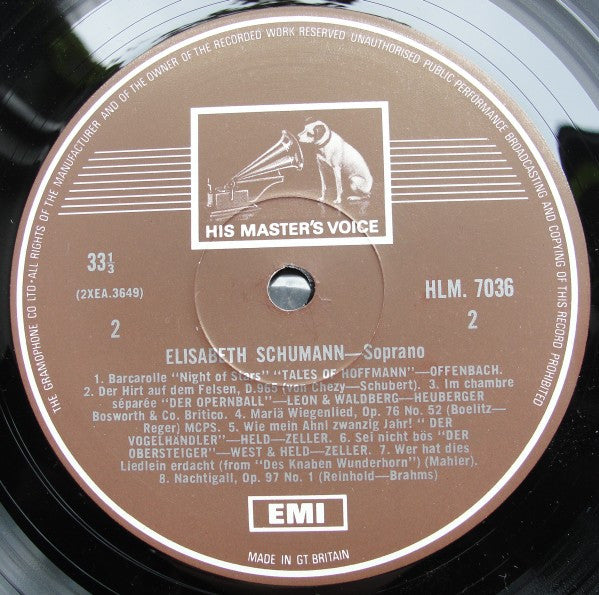 THE GRAMOPHONE CO LTD·ALL RIGHTS OF THE MANUFACTURER AND OF THE OWNER OF THE RECORDED WORK RESERVED UNAUTHORISED PUBLIC PERFORMANCE BROADCASTING AND COPYING OF THIS RECORD PROHIBITED
HIS MASTER'S VOICE
33⅓
HLM. 7036
(2XEA.3649)
2
2
ELISABETH SCHUMANN—Soprano
1. Barcarolle "Night of Stars" "TALES OF HOFFMANN"—OFFENBACH.
2. Der Hirt auf dem Felsen, D.965 (von Chezy—Schubert). 3. Im chambre
séparée "DER OPERNBALL"—LEON & WALDBERG—HEUBERGER
Bosworth & Co. Britico. 4. Mariä Wiegenlied, Op. 76 No. 52 (Boelitz—
Reger) MCPS. 5. Wie mein Ahnl zwanzig Jahr! "DER
VOGELHÄNDLER"—HELD—ZELLER. 6. Sei nicht bös "DER
OBERSTEIGER"—WEST & HELD—ZELLER. 7. Wer hat dies
Liedlein erdacht (from "Des Knaben Wunderhorn") (Mahler).
8. Nachtigall, Op. 97 No. 1 (Reinhold—Brahms)
EMI
MADE IN GT. BRITAIN